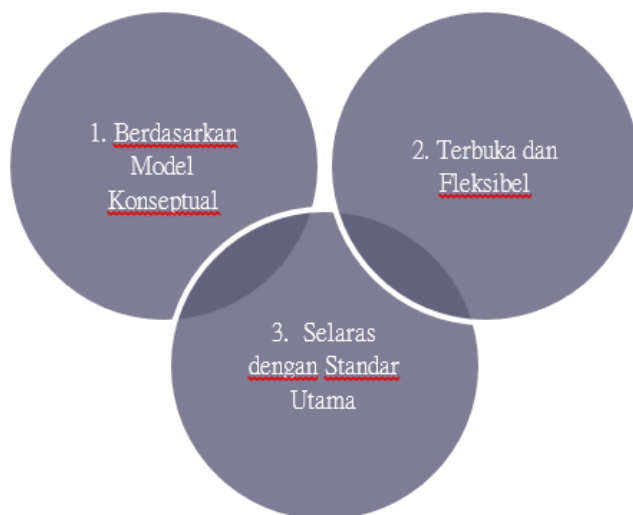 1. Berdasarkan
Model
Konseptual
2. Terbuka dan
Fleksibel
3. Selaras
dengan Standar
Utama